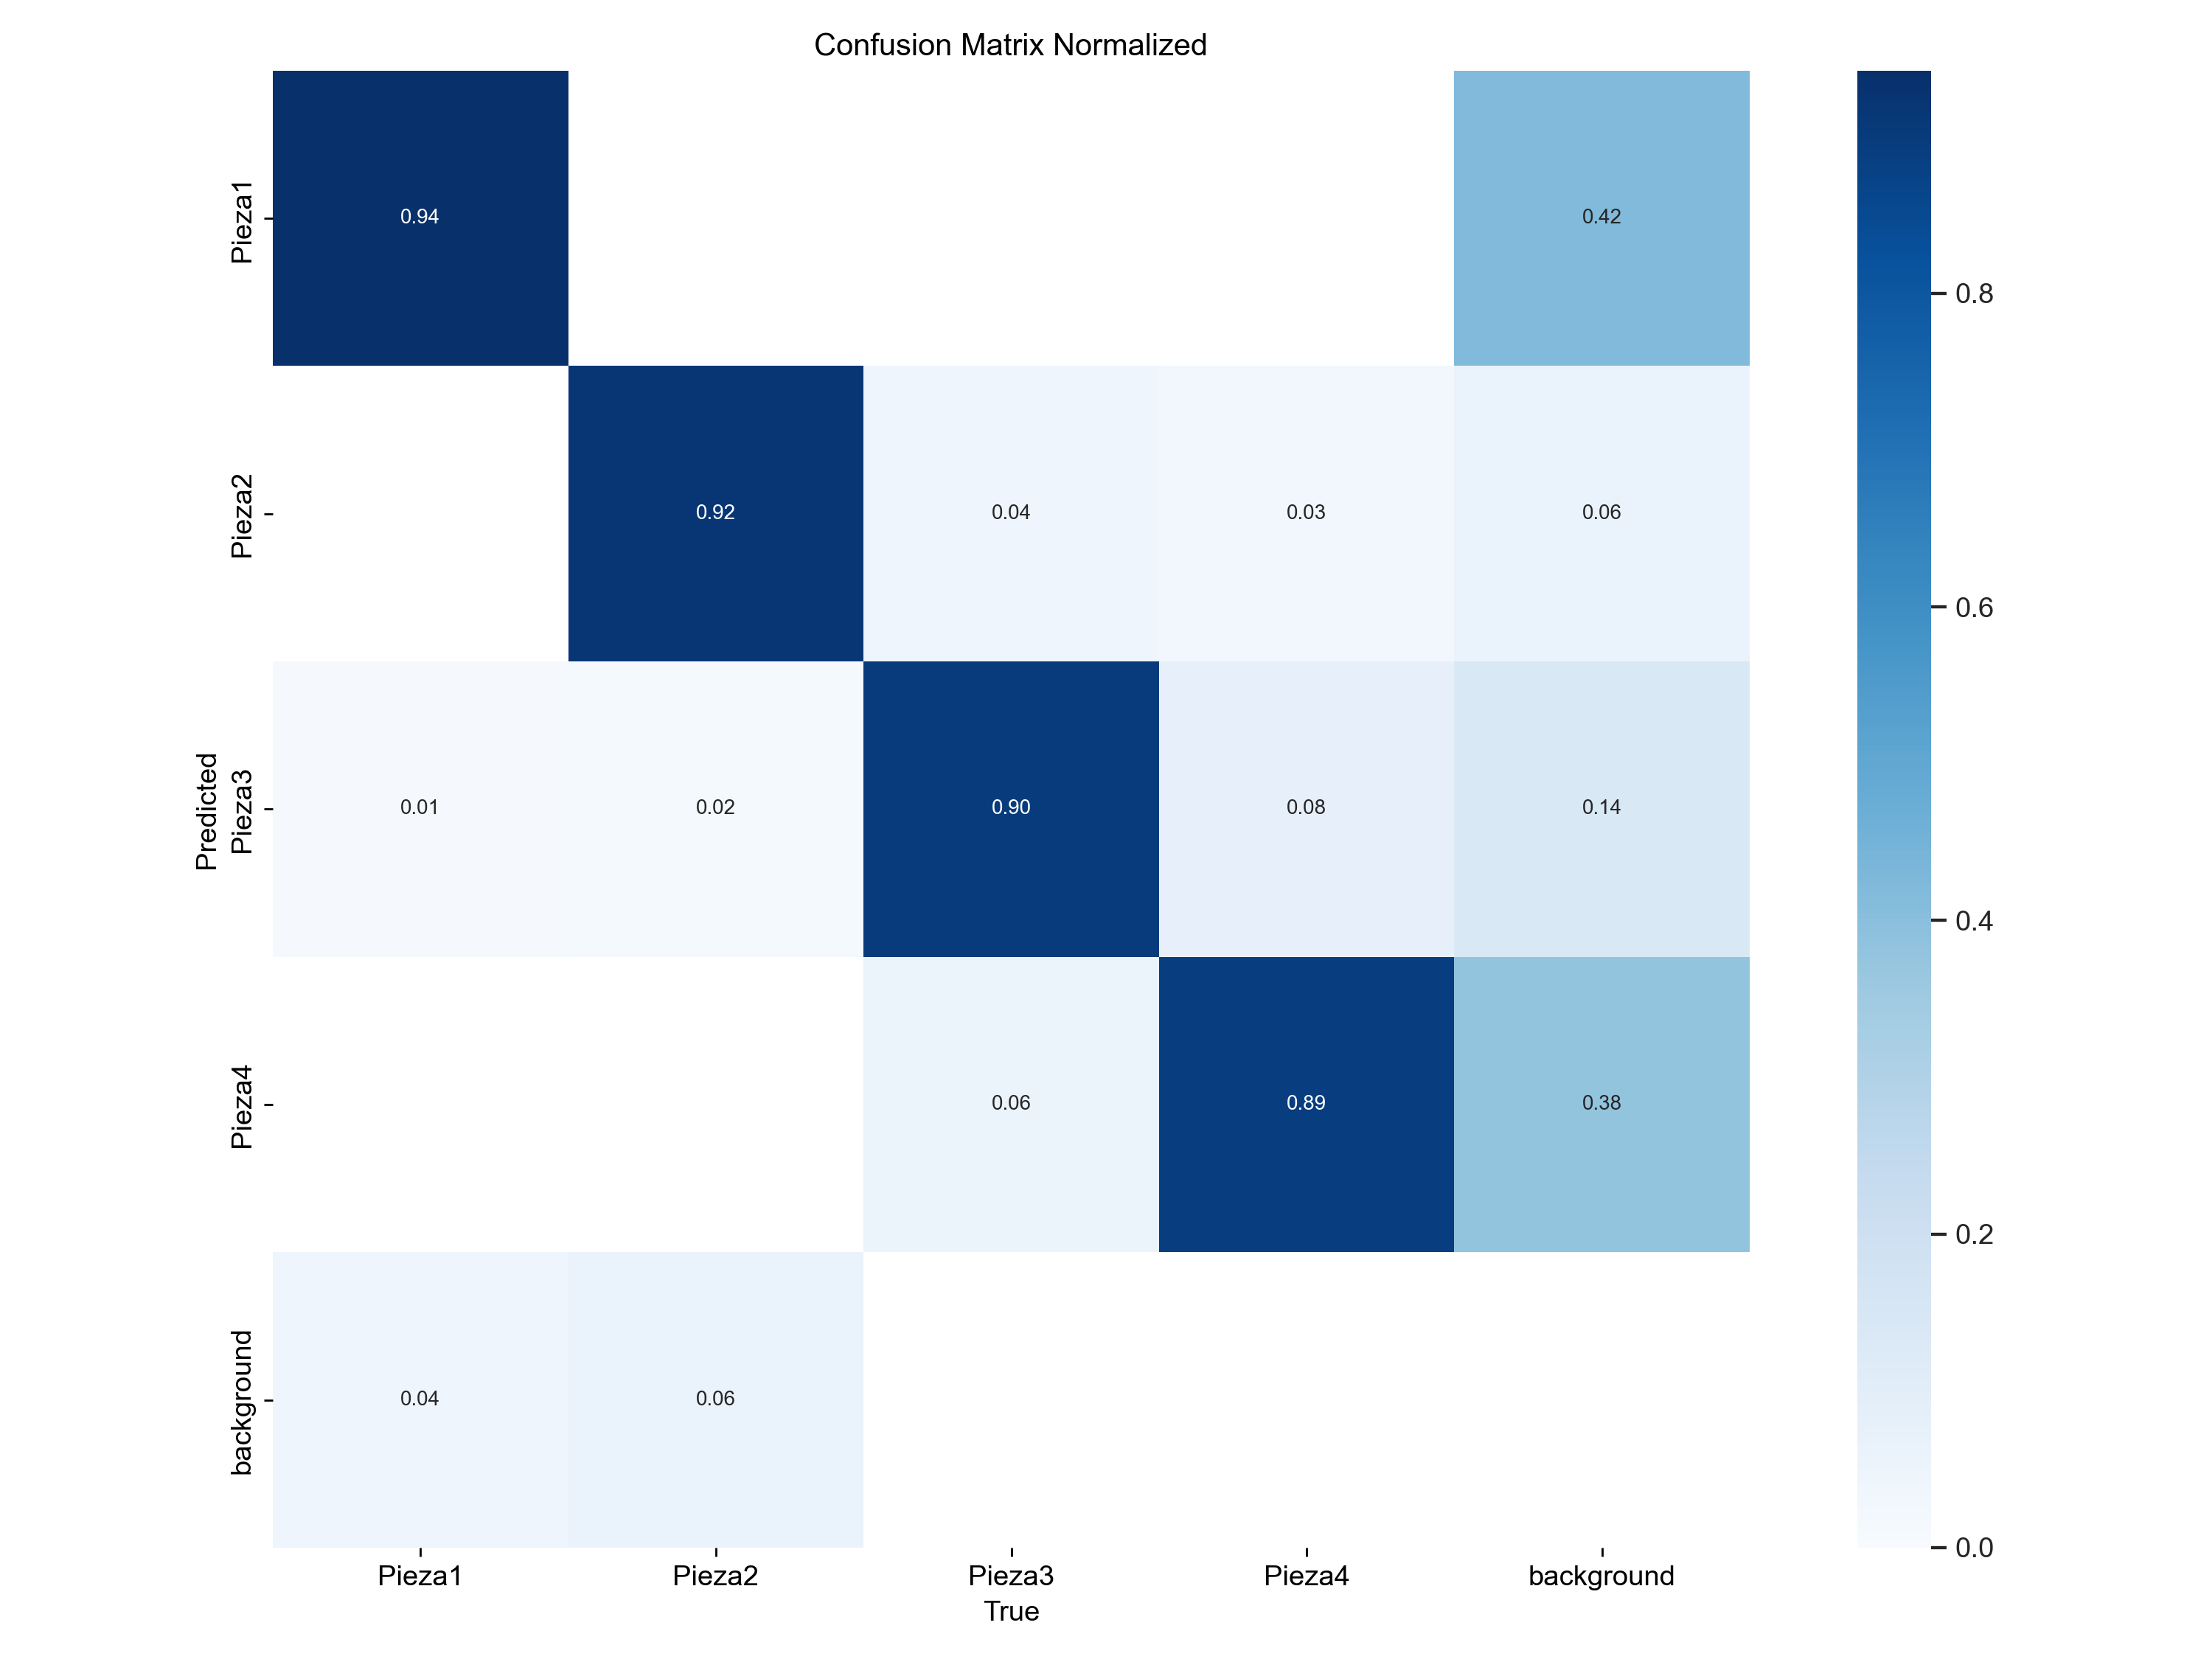 Confusion Matrix Normalized
Predicted
Pieza1
0.94
0.42
Pieza2
0.92
0.04
0.03
0.06
Pieza3
0.01
0.02
0.90
0.08
0.14
Pieza4
0.06
0.89
0.38
background
0.04
0.06
Pieza1
Pieza2
Pieza3
Pieza4
background
True
0.8
0.6
0.4
0.2
0.0